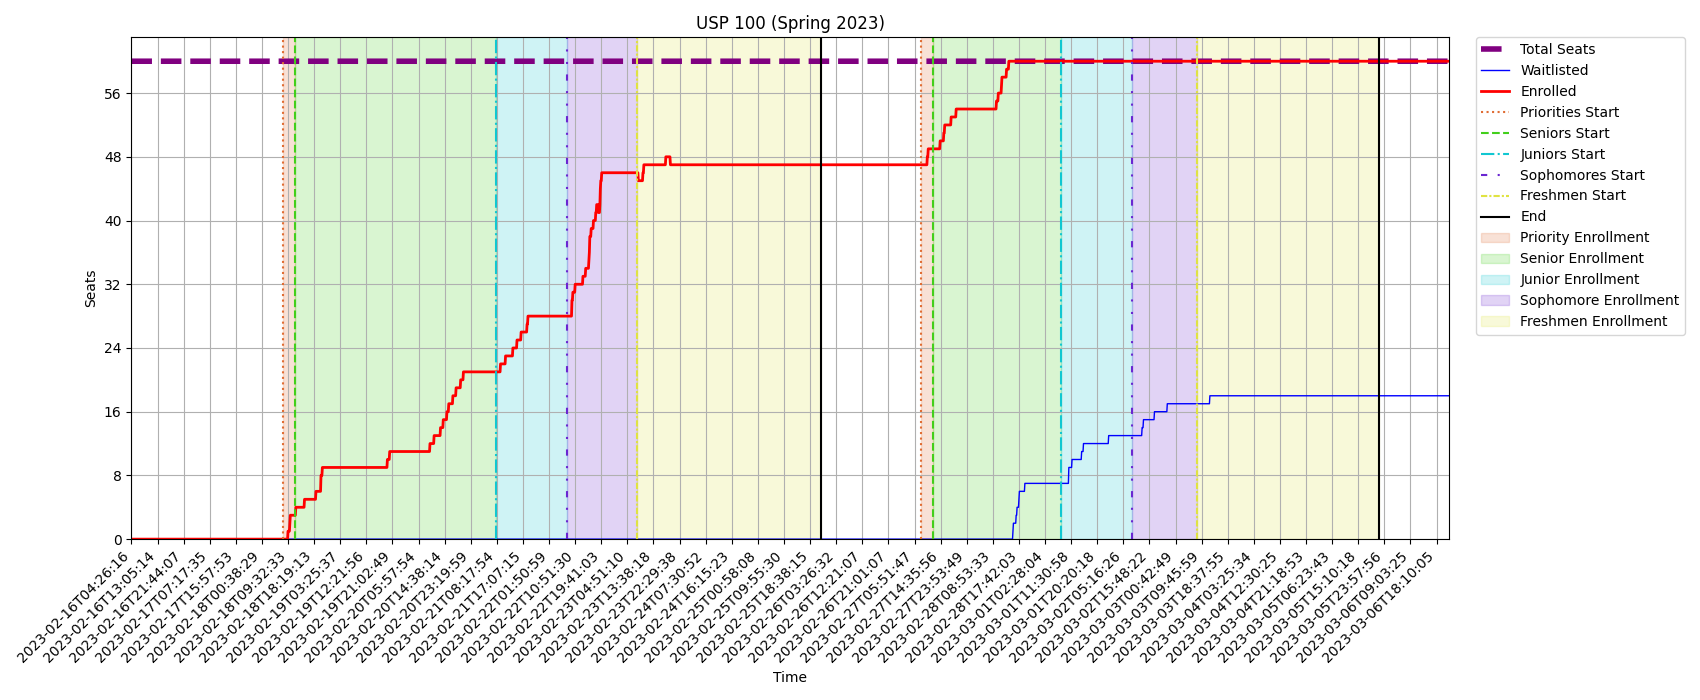 USP 100 (Spring 2023)
Seats
56
48
40
32
24
16
8
0
2023-02-16T04:26:16
2023-02-16T13:05:14
2023-02-16T21:44:07
2023-02-17T07:17:35
2023-02-17T15:57:53
2023-02-18T00:38:29
2023-02-18T09:32:33
2023-02-18T18:19:13
2023-02-19T03:25:37
2023-02-19T12:21:56
2023-02-19T21:02:49
2023-02-20T05:57:54
2023-02-20T14:38:14
2023-02-20T23:19:59
2023-02-21T08:17:54
2023-02-21T17:07:15
2023-02-22T01:50:59
2023-02-22T10:51:30
2023-02-22T19:41:03
2023-02-23T04:51:10
2023-02-23T13:38:18
2023-02-23T22:29:38
2023-02-24T07:30:52
2023-02-24T16:15:23
2023-02-25T00:58:08
2023-02-25T09:55:30
2023-02-25T18:38:15
2023-02-26T03:26:32
2023-02-26T12:21:07
2023-02-26T21:01:07
2023-02-27T05:51:47
2023-02-27T14:35:56
2023-02-27T23:53:49
2023-02-28T08:53:33
2023-02-28T17:42:03
2023-03-01T02:28:04
2023-03-01T11:30:58
2023-03-01T20:20:18
2023-03-02T05:16:26
2023-03-02T15:48:22
2023-03-03T00:42:49
2023-03-03T09:45:59
2023-03-03T18:37:55
2023-03-04T03:25:34
2023-03-04T12:30:25
2023-03-04T21:18:53
2023-03-05T06:23:43
2023-03-05T15:10:18
2023-03-05T23:57:56
2023-03-06T09:03:25
2023-03-06T18:10:05
Time
Total Seats
Waitlisted
Enrolled
Priorities Start
Seniors Start
Juniors Start
Sophomores Start
Freshmen Start
End
Priority Enrollment
Senior Enrollment
Junior Enrollment
Sophomore Enrollment
Freshmen Enrollment